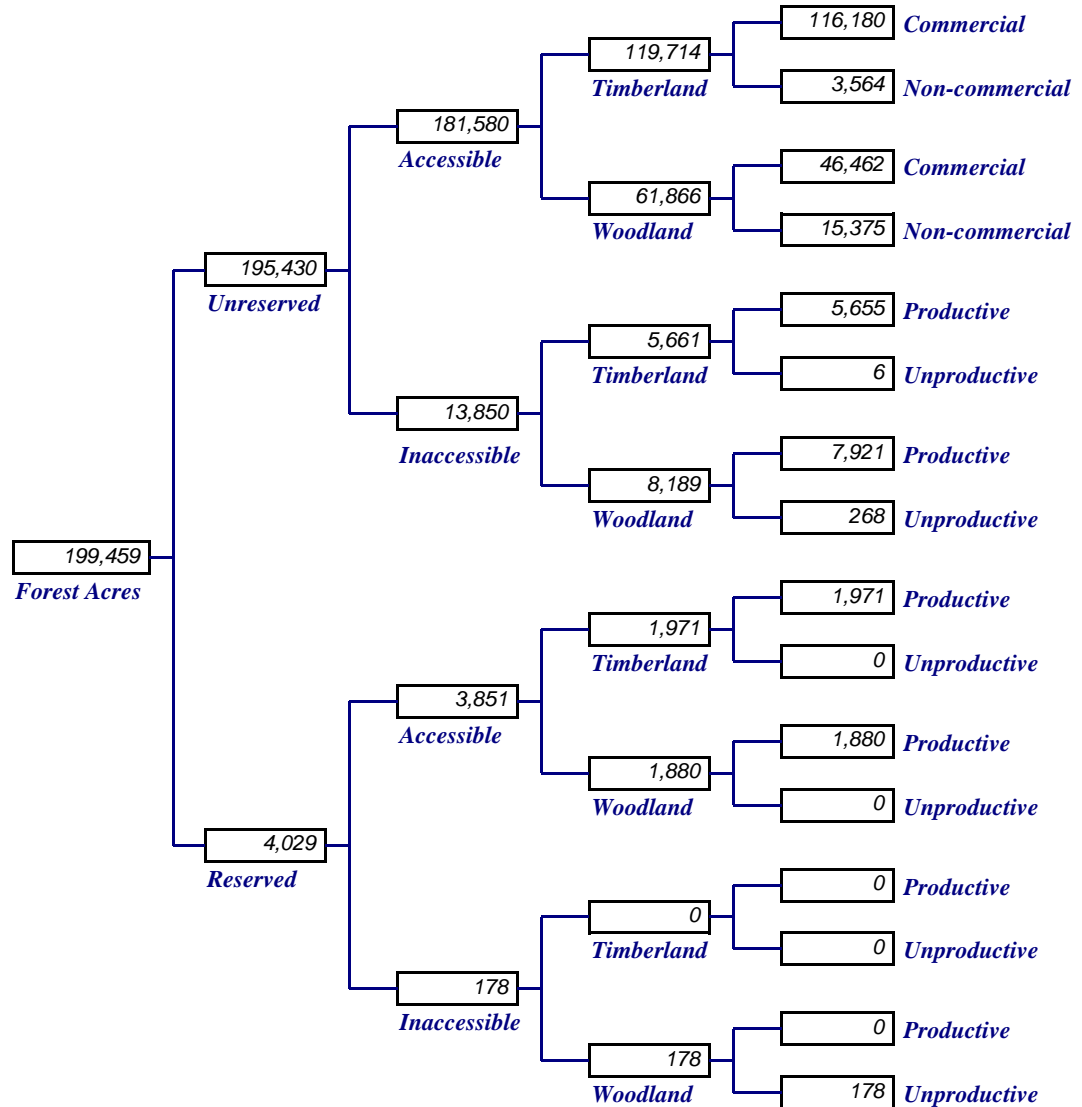 116,180 Commercial
119,714
Timberland
3,564 Non-commercial
181,580
Accessible
46,462 Commercial
61,866
Woodland
15,375 Non-commercial
195,430
Unreserved
5,655 Productive
5,661
Timberland
6 Unproductive
13,850
Inaccessible
7,921 Productive
8,189
Woodland
268 Unproductive
199,459
Forest Acres
1,971 Productive
1,971
Timberland
0 Unproductive
3,851
Accessible
1,880 Productive
1,880
Woodland
0 Unproductive
4,029
Reserved
0 Productive
0
Timberland
0 Unproductive
178
Inaccessible
0 Productive
178
Woodland
178 Unproductive